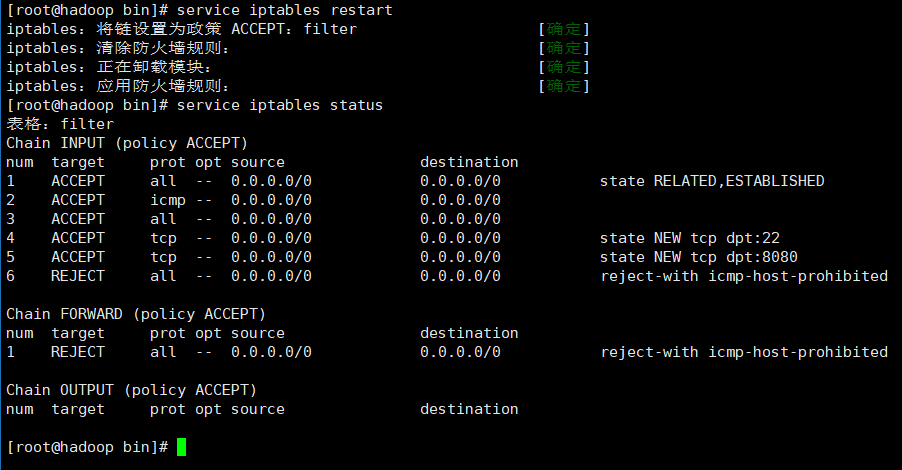 [root@hadoop bin]# service iptables restart
iptables：将链设置为政策 ACCEPT：filter [确定]
iptables：清除防火墙规则： [确定]
iptables：正在卸载模块： [确定]
iptables：应用防火墙规则： [确定]
[root@hadoop bin]# service iptables status
表格：filter
Chain INPUT (policy ACCEPT)
num target prot opt source destination
1 ACCEPT all -- 0.0.0.0/0 0.0.0.0/0 state RELATED,ESTABLISHED
2 ACCEPT icmp -- 0.0.0.0/0 0.0.0.0/0
3 ACCEPT all -- 0.0.0.0/0 0.0.0.0/0
4 ACCEPT tcp -- 0.0.0.0/0 0.0.0.0/0 state NEW tcp dpt:22
5 ACCEPT tcp -- 0.0.0.0/0 0.0.0.0/0 state NEW tcp dpt:8080
6 REJECT all -- 0.0.0.0/0 0.0.0.0/0 reject-with icmp-host-prohibited
Chain FORWARD (policy ACCEPT)
num target prot opt source destination
1 REJECT all -- 0.0.0.0/0 0.0.0.0/0 reject-with icmp-host-prohibited
Chain OUTPUT (policy ACCEPT)
num target prot opt source destination
[root@hadoop bin]#